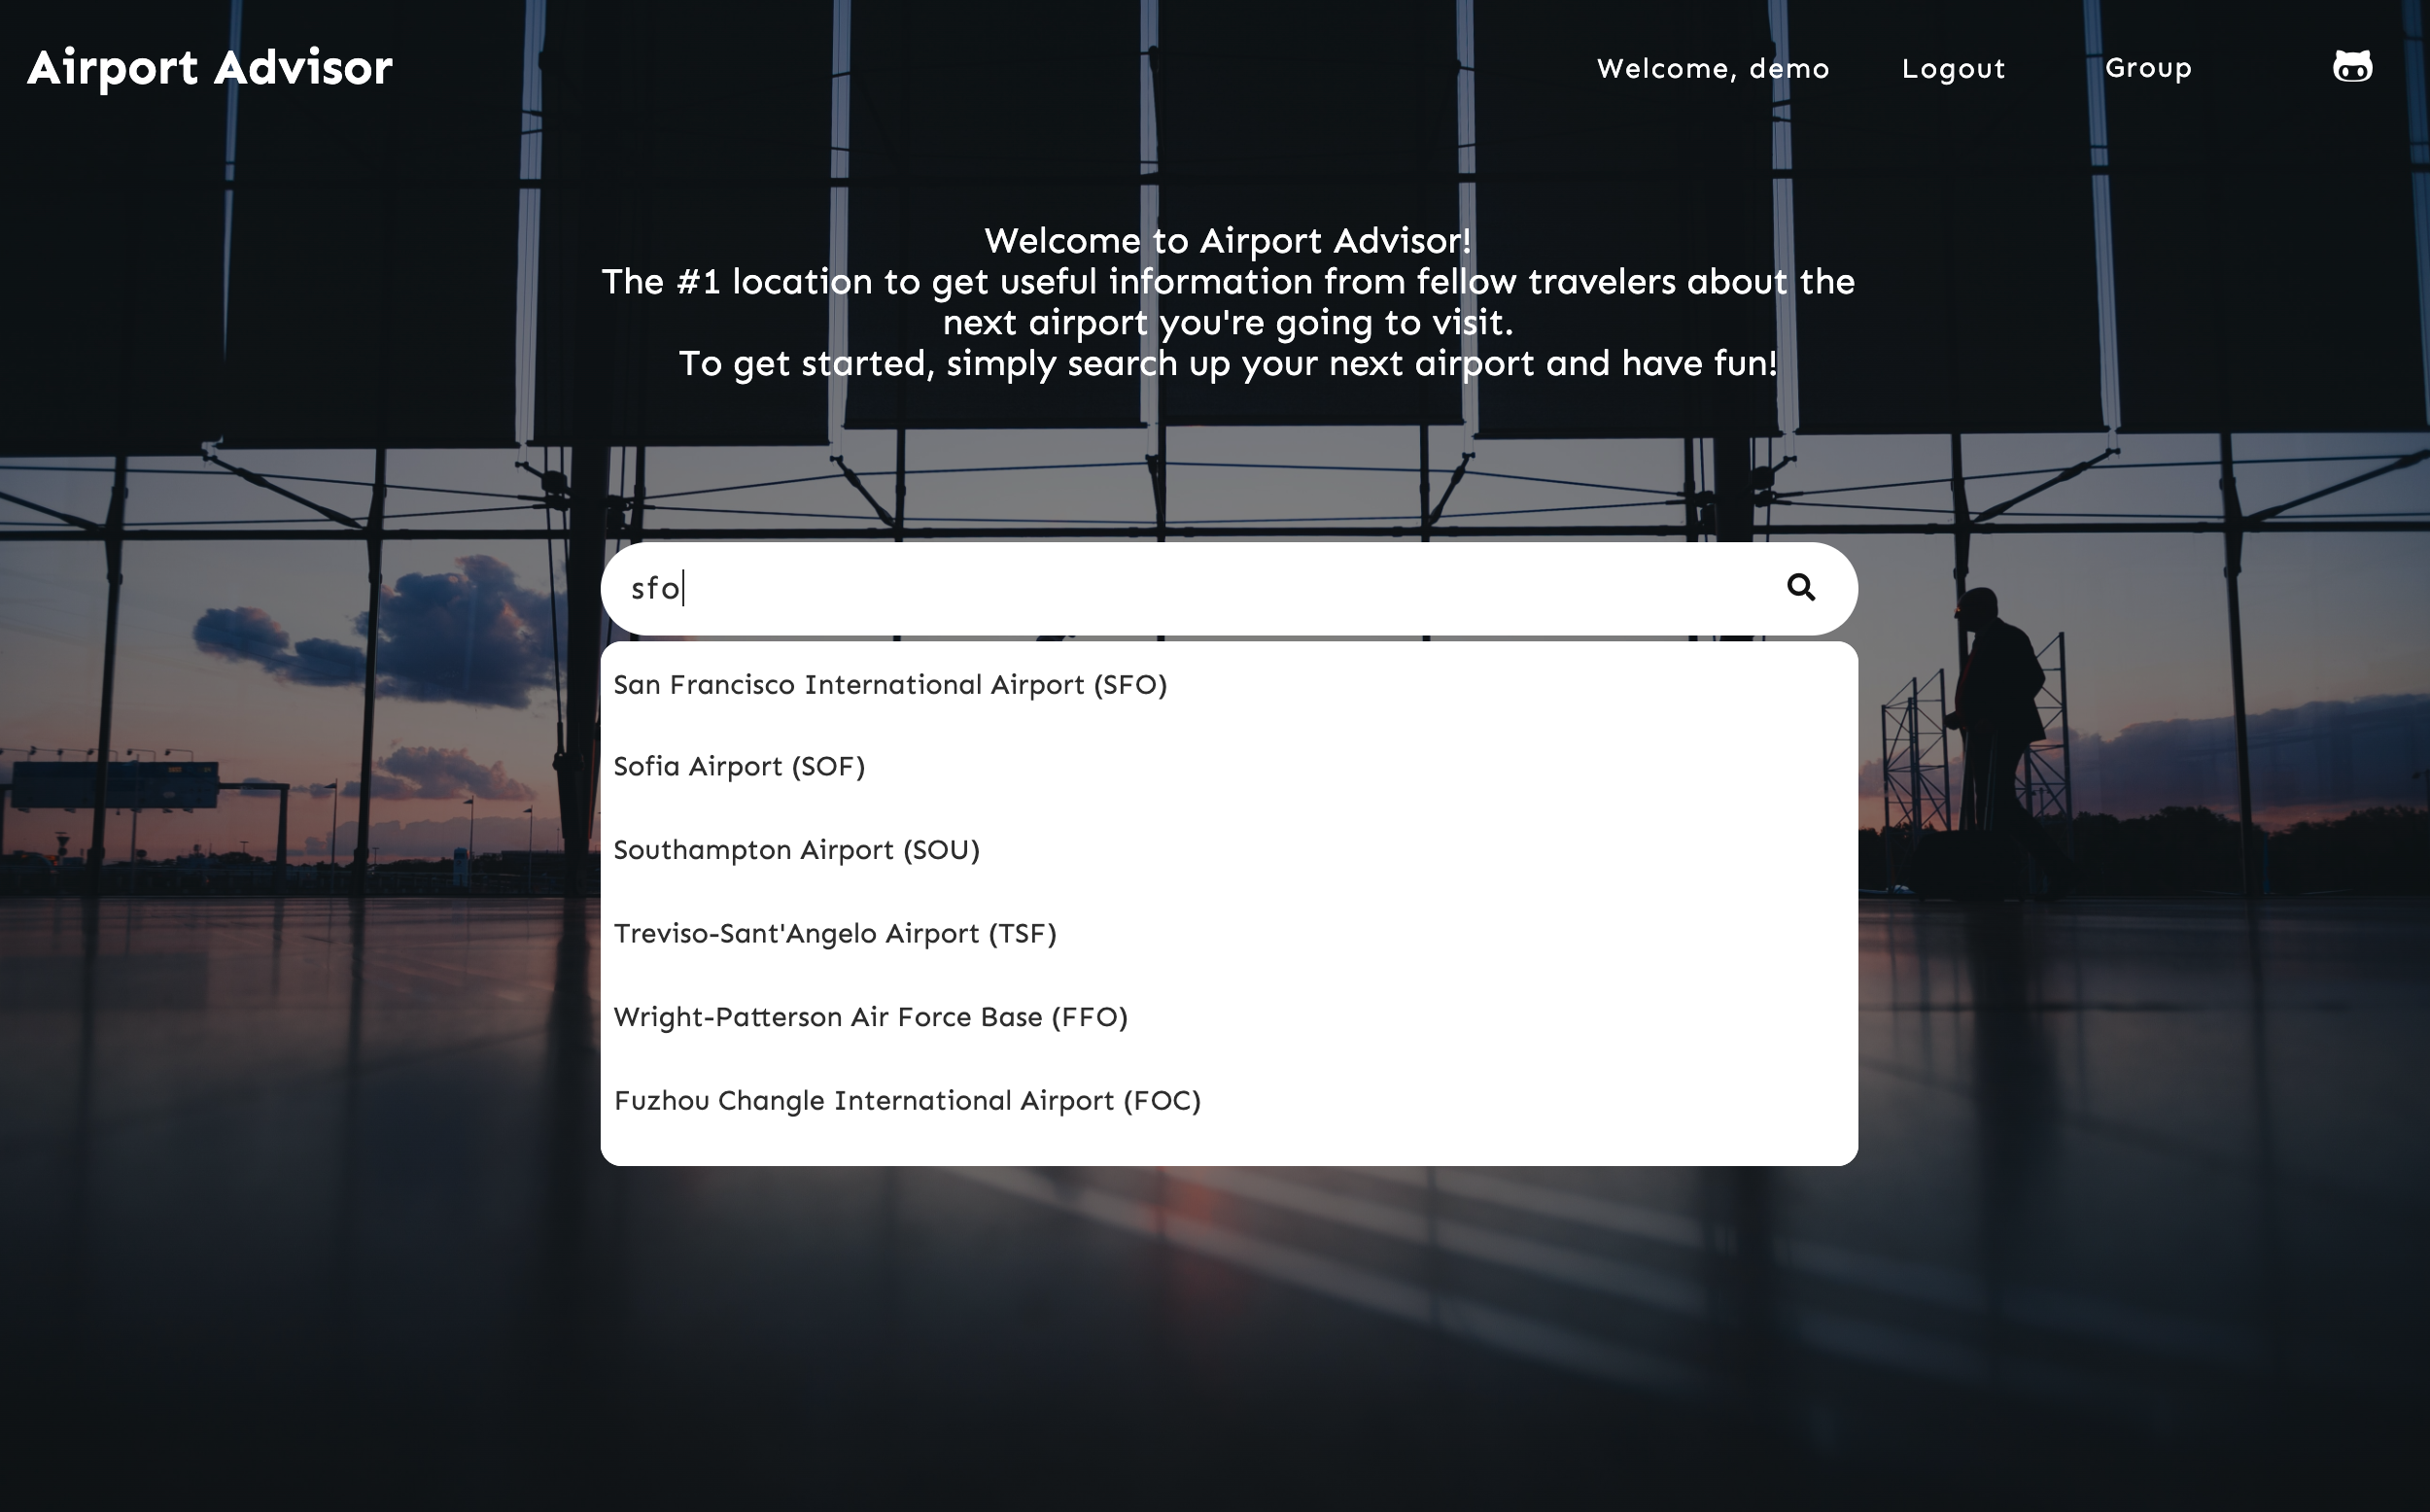 Airport Advisor
Welcome, demo
Logout
Group
Welcome to Airport Advisor!
The #1 location to get useful information from fellow travelers about the
next airport you're going to visit.
To get started, simply search up your next airport and have fun!
sfo
San Francisco International Airport (SFO)
Sofia Airport (SOF)
Southampton Airport (SOU)
Treviso-Sant'Angelo Airport (TSF)
Wright-Patterson Air Force Base (FFO)
Fuzhou Changle International Airport (FOC)